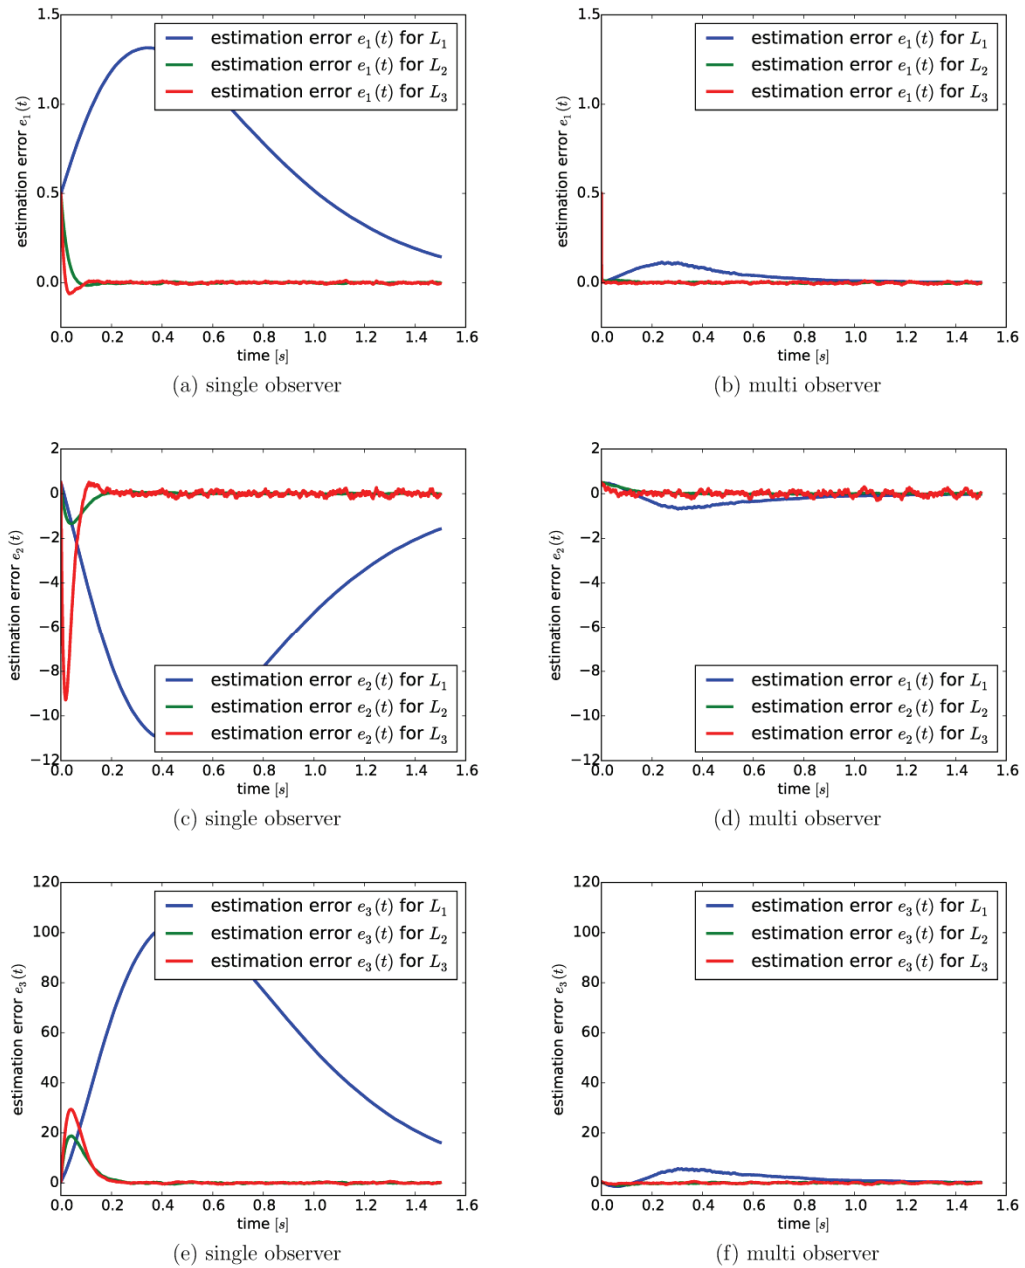 1.5
estimation error e₁(t) for L₁
estimation error e₁(t) for L₂
estimation error e₁(t) for L₃
1.0
0.5
0.0
estimation error e₁(t)
0.0 0.2 0.4 0.6 0.8 1.0 1.2 1.4 1.6
time [s]
(a) single observer
1.5
estimation error e₁(t) for L₁
estimation error e₁(t) for L₂
estimation error e₁(t) for L₃
1.0
0.5
0.0
estimation error e₁(t)
0.0 0.2 0.4 0.6 0.8 1.0 1.2 1.4 1.6
time [s]
(b) multi observer
2
0
−2
−4
−6
−8
−10
−12
estimation error e₂(t)
estimation error e₂(t) for L₁
estimation error e₂(t) for L₂
estimation error e₂(t) for L₃
0.0 0.2 0.4 0.6 0.8 1.0 1.2 1.4 1.6
time [s]
(c) single observer
2
0
−2
−4
−6
−8
−10
−12
estimation error e₂(t)
estimation error e₁(t) for L₁
estimation error e₂(t) for L₂
estimation error e₂(t) for L₃
0.0 0.2 0.4 0.6 0.8 1.0 1.2 1.4 1.6
time [s]
(d) multi observer
120
estimation error e₃(t) for L₁
estimation error e₃(t) for L₂
estimation error e₃(t) for L₃
100
80
60
40
20
0
estimation error e₃(t)
0.0 0.2 0.4 0.6 0.8 1.0 1.2 1.4 1.6
time [s]
(e) single observer
120
estimation error e₃(t) for L₁
estimation error e₃(t) for L₂
estimation error e₃(t) for L₃
100
80
60
40
20
0
estimation error e₃(t)
0.0 0.2 0.4 0.6 0.8 1.0 1.2 1.4 1.6
time [s]
(f) multi observer